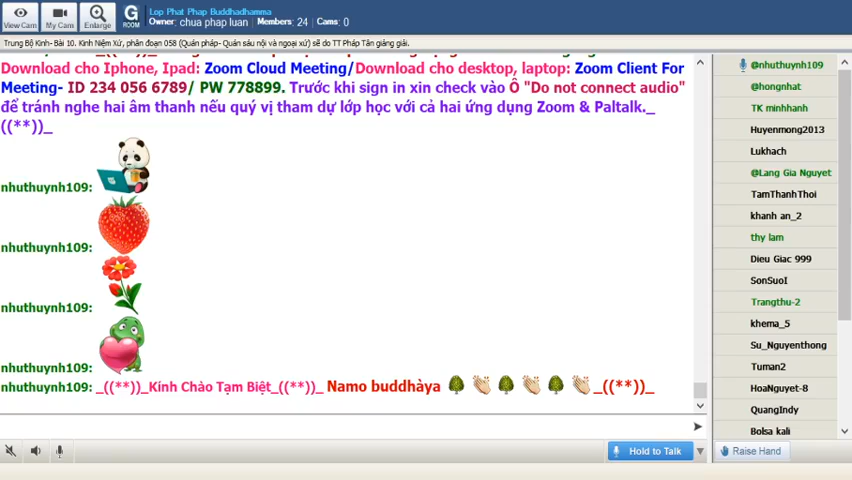 View Cam
My Cam
Enlarge
G
ROOM
Lop Phat Phap Buddhadhamma
Owner: chua phap luan Members: 24 Cams: 0
Trung Bộ Kinh- Bài 10. Kinh Niệm Xứ, phân đoạn 058 (Quán pháp- Quán sáu nội và ngoại xứ) sẽ do TT Pháp Tân giảng giải.
Download cho Iphone, Ipad: Zoom Cloud Meeting/Download cho desktop, laptop: Zoom Client For
Meeting- ID 234 056 6789/ PW 778899. Trước khi sign in xin check vào Ô "Do not connect audio"
để tránh nghe hai âm thanh nếu quý vị tham dự lớp học với cả hai ứng dụng Zoom & Paltalk._
((**))_
nhuthuynh109:
nhuthuynh109:
nhuthuynh109:
nhuthuynh109:
nhuthuynh109: _((**))_Kính Chào Tạm Biệt_((**))_ Namo buddhàya _((**))_
@nhuthuynh109
@hongnhat
TK minhhanh
Huyenmong2013
Lukhach
@Lang Gia Nguyet
TamThanhThoi
khanh an_2
thy lam
Dieu Giac 999
SonSuoI
Trangthu-2
khema_5
Su_Nguyenthong
Tuman2
HoaNguyet-8
QuangIndy
Bolsa kali
Hold to Talk
Raise Hand